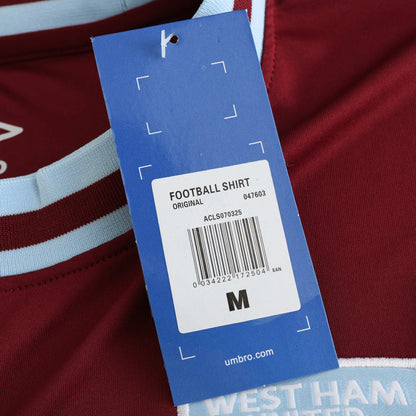 FOOTBALL SHIRT
ORIGINAL 047603
ACLS070325
0 034222 172504 EAN
M
umbro.com
WEST HAM